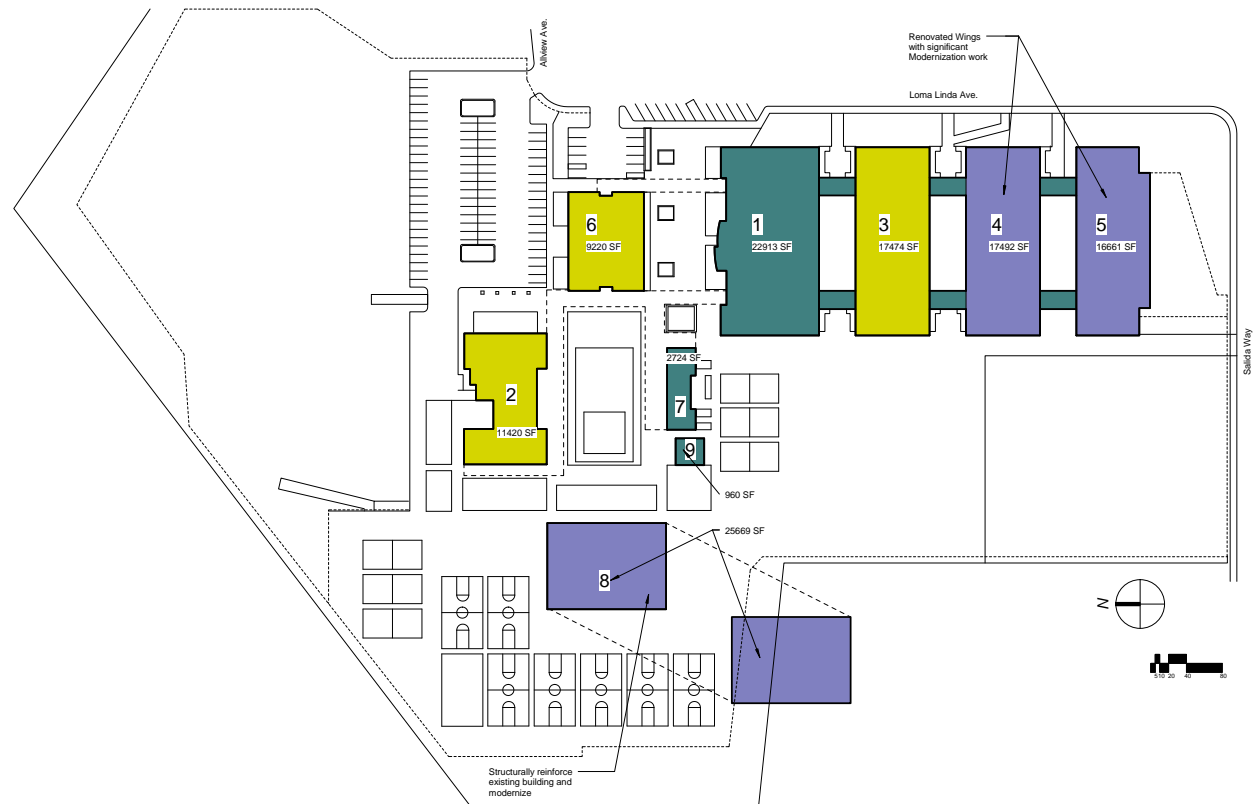 Allview Ave.
Renovated Wings
with significant
Modernization work
Loma Linda Ave.
6
9220 SF
1
22913 SF
3
17474 SF
4
17492 SF
5
16661 SF
Salida Way
2724 SF
2
7
11420 SF
9
960 SF
25669 SF
8
N
510 20 40 80
Structurally reinforce
existing building and
modernize